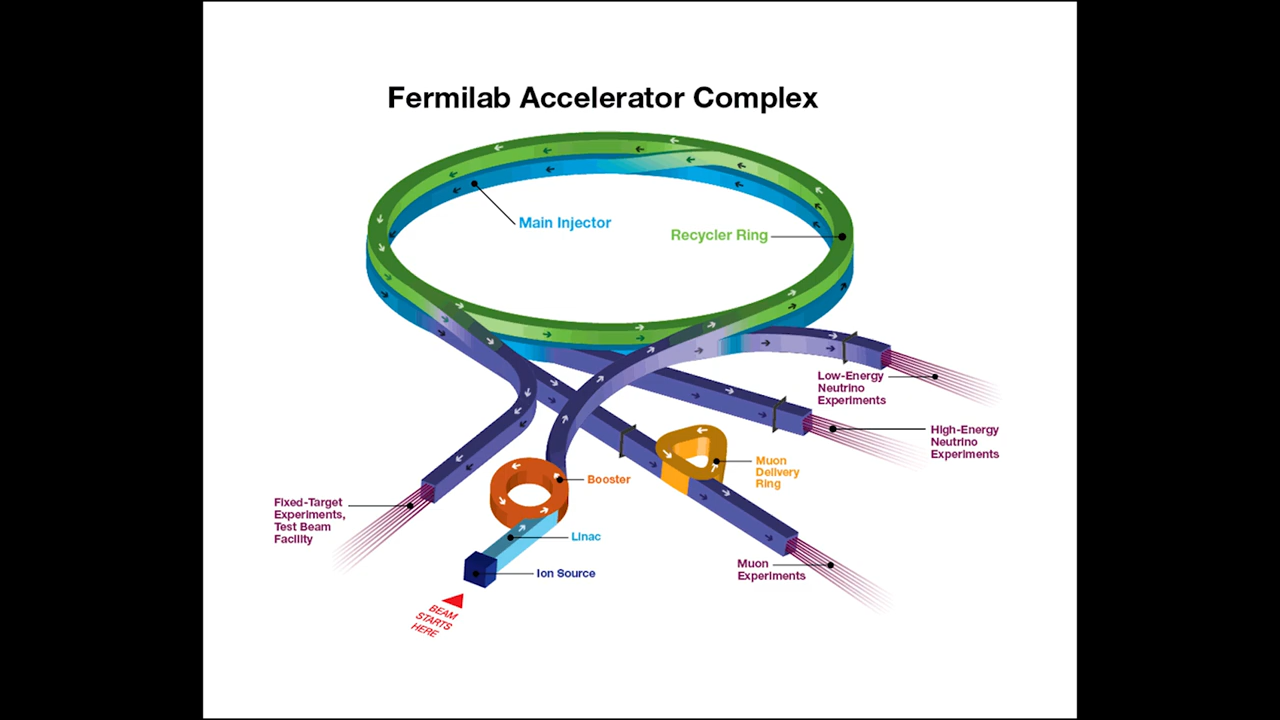 Fermilab Accelerator Complex
Main Injector
Recycler Ring
Low-Energy
Neutrino
Experiments
High-Energy
Neutrino
Experiments
Muon
Delivery
Ring
Booster
Fixed-Target
Experiments,
Test Beam
Facility
Linac
Ion Source
Muon
Experiments
BEAM
STARTS
HERE